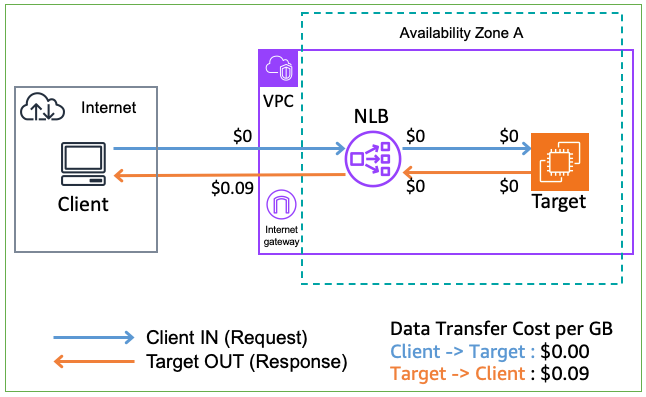 Availability Zone A
Internet
VPC
NLB
$0
$0
$0
$0.09
$0
$0
Client
Internet
gateway
Target
Client IN (Request)
Target OUT (Response)
Data Transfer Cost per GB
Client -> Target : $0.00
Target -> Client : $0.09